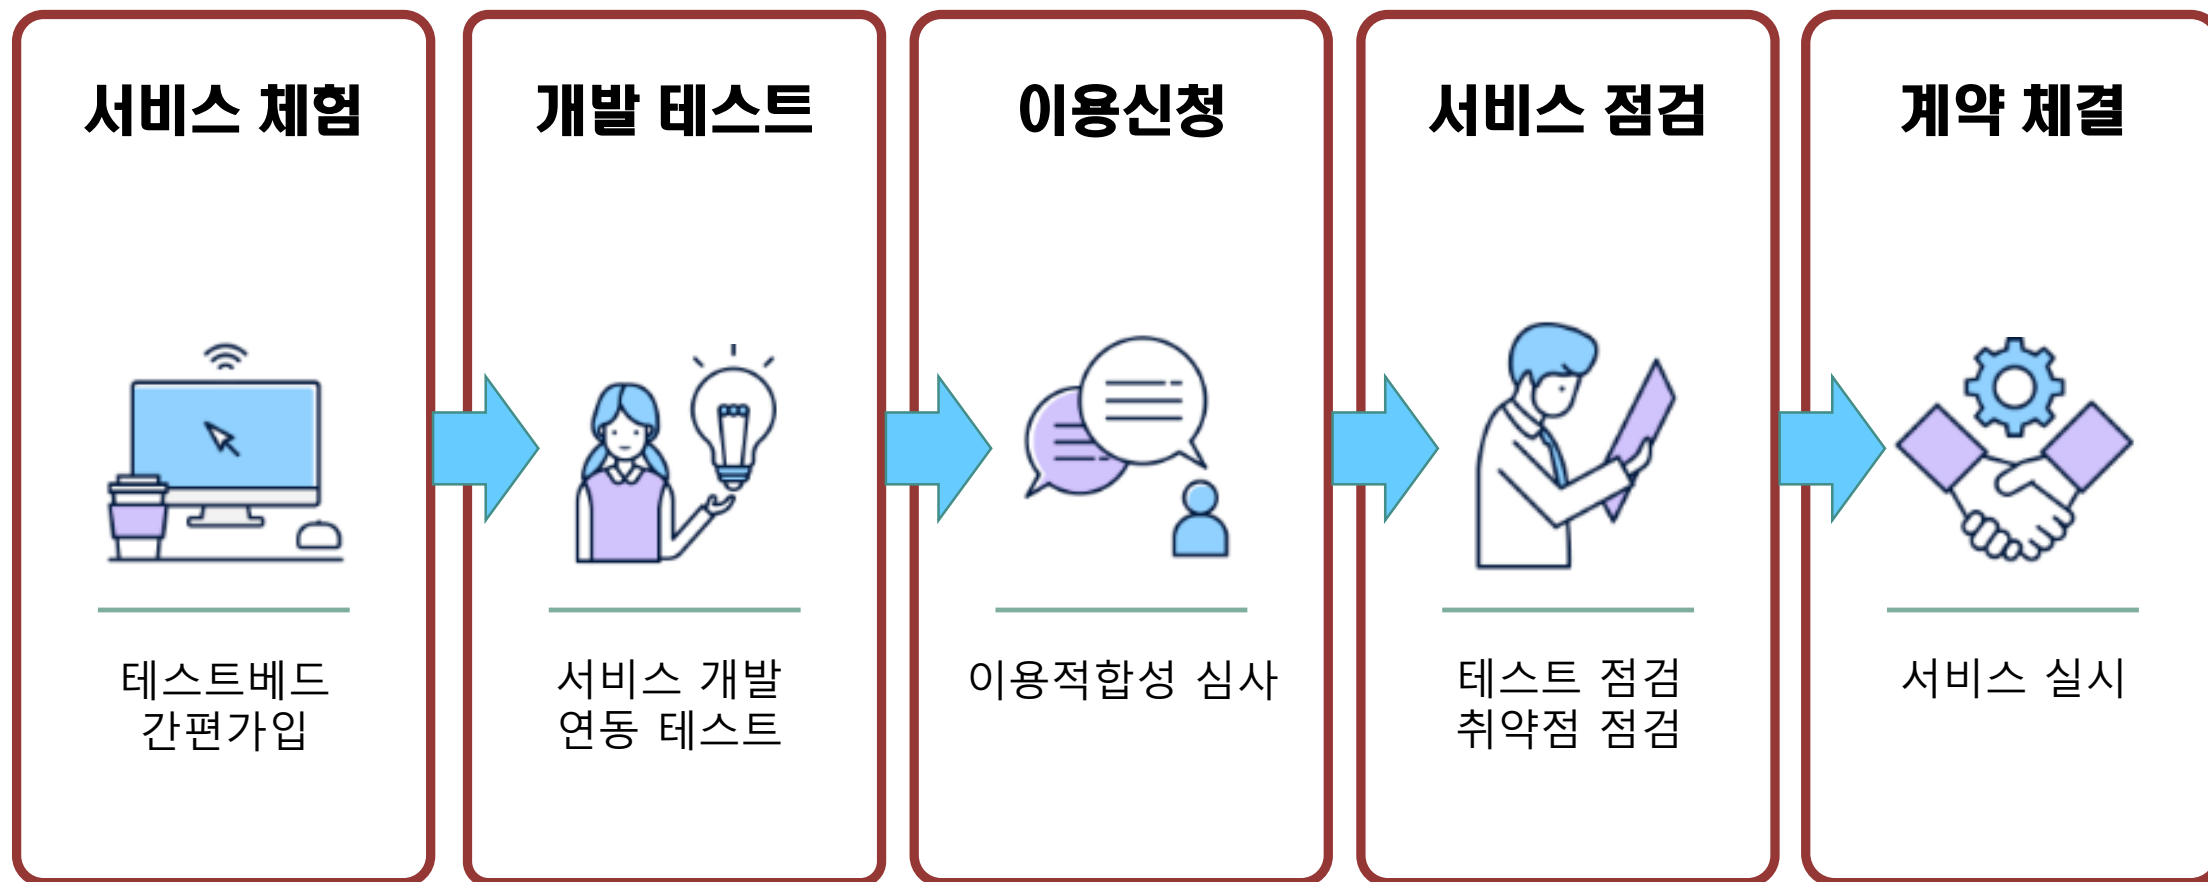 서비스 체험
테스트베드
간편가입
개발 테스트
서비스 개발
연동 테스트
이용신청
이용적합성 심사
서비스 점검
테스트 점검
취약점 점검
계약 체결
서비스 실시